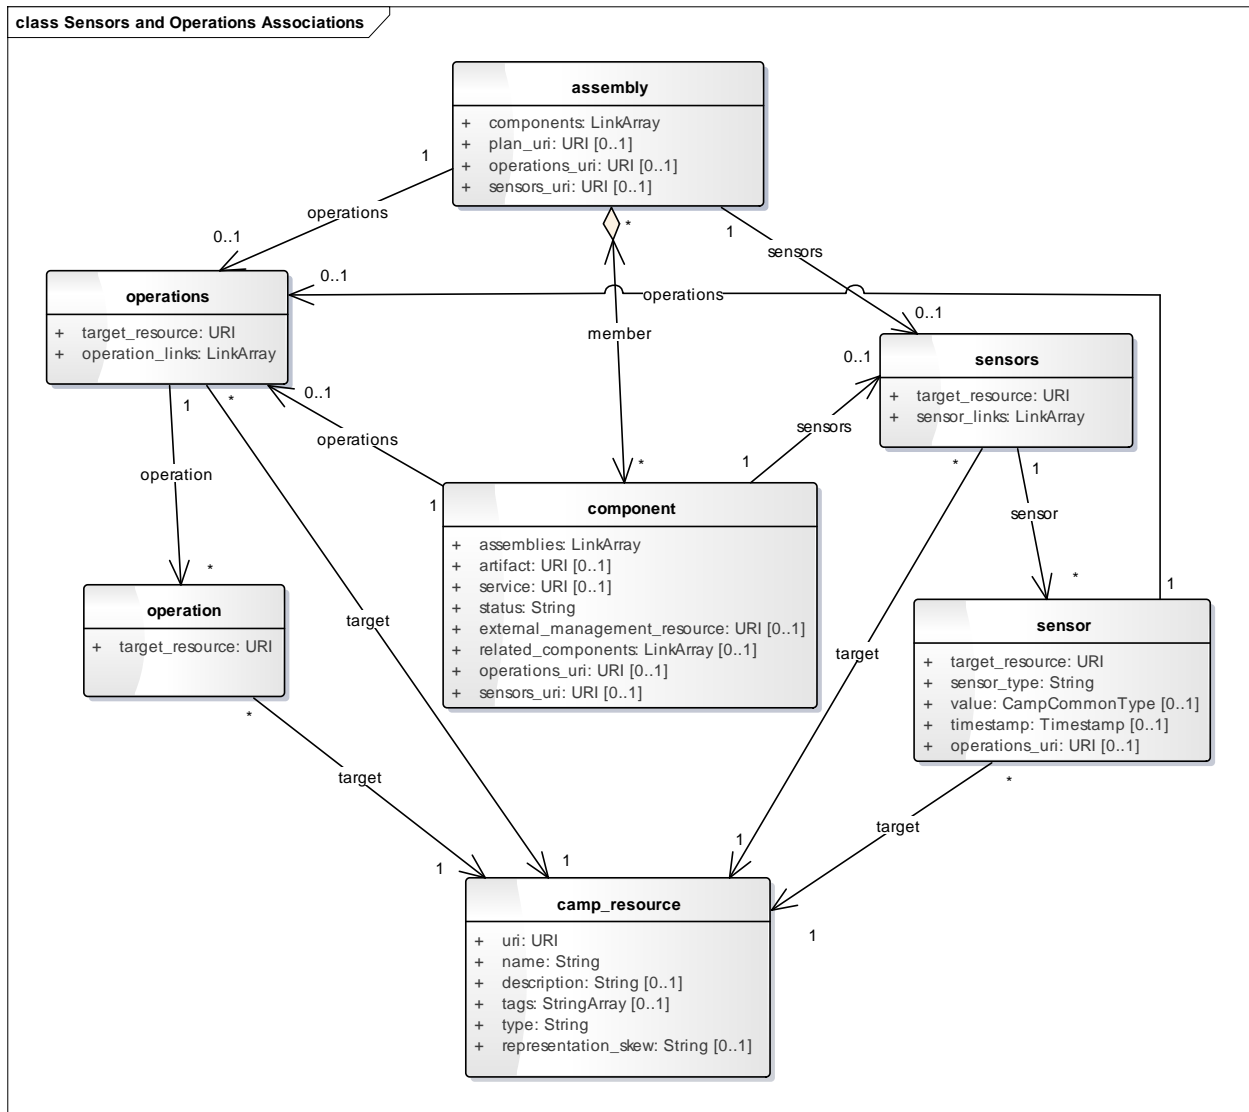 class Sensors and Operations Associations
assembly
+ components: LinkArray
+ plan_uri: URI [0..1]
+ operations_uri: URI [0..1]
+ sensors_uri: URI [0..1]
1
operations
0..1
*
1
sensors
0..1
operations
+ target_resource: URI
+ operation_links: LinkArray
0..1
operations
member
sensors
+ target_resource: URI
+ sensor_links: LinkArray
0..1
1
*
0..1
operations
1
sensors
1
*
*
1
operation
sensor
component
+ assemblies: LinkArray
+ artifact: URI [0..1]
+ service: URI [0..1]
+ status: String
+ external_management_resource: URI [0..1]
+ related_components: LinkArray [0..1]
+ operations_uri: URI [0..1]
+ sensors_uri: URI [0..1]
*
*
1
operation
+ target_resource: URI
sensor
+ target_resource: URI
+ sensor_type: String
+ value: CampCommonType [0..1]
+ timestamp: Timestamp [0..1]
+ operations_uri: URI [0..1]
target
target
*
*
target
target
1
1
1
1
camp_resource
+ uri: URI
+ name: String
+ description: String [0..1]
+ tags: StringArray [0..1]
+ type: String
+ representation_skew: String [0..1]